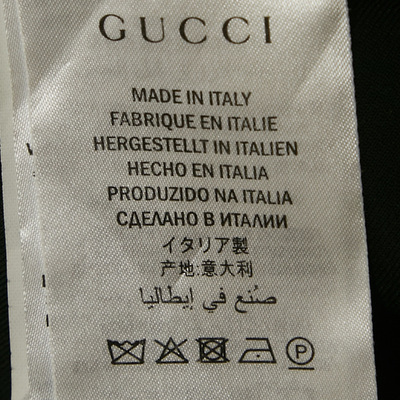 GUCCI
MADE IN ITALY
FABRIQUE EN ITALIE
HERGESTELLT IN ITALIEN
HECHO EN ITALIA
PRODUZIDO NA ITALIA
СДЕЛАНО В ИТАЛИИ
イタリア製
产地:意大利
صُنع في إيطاليا
P